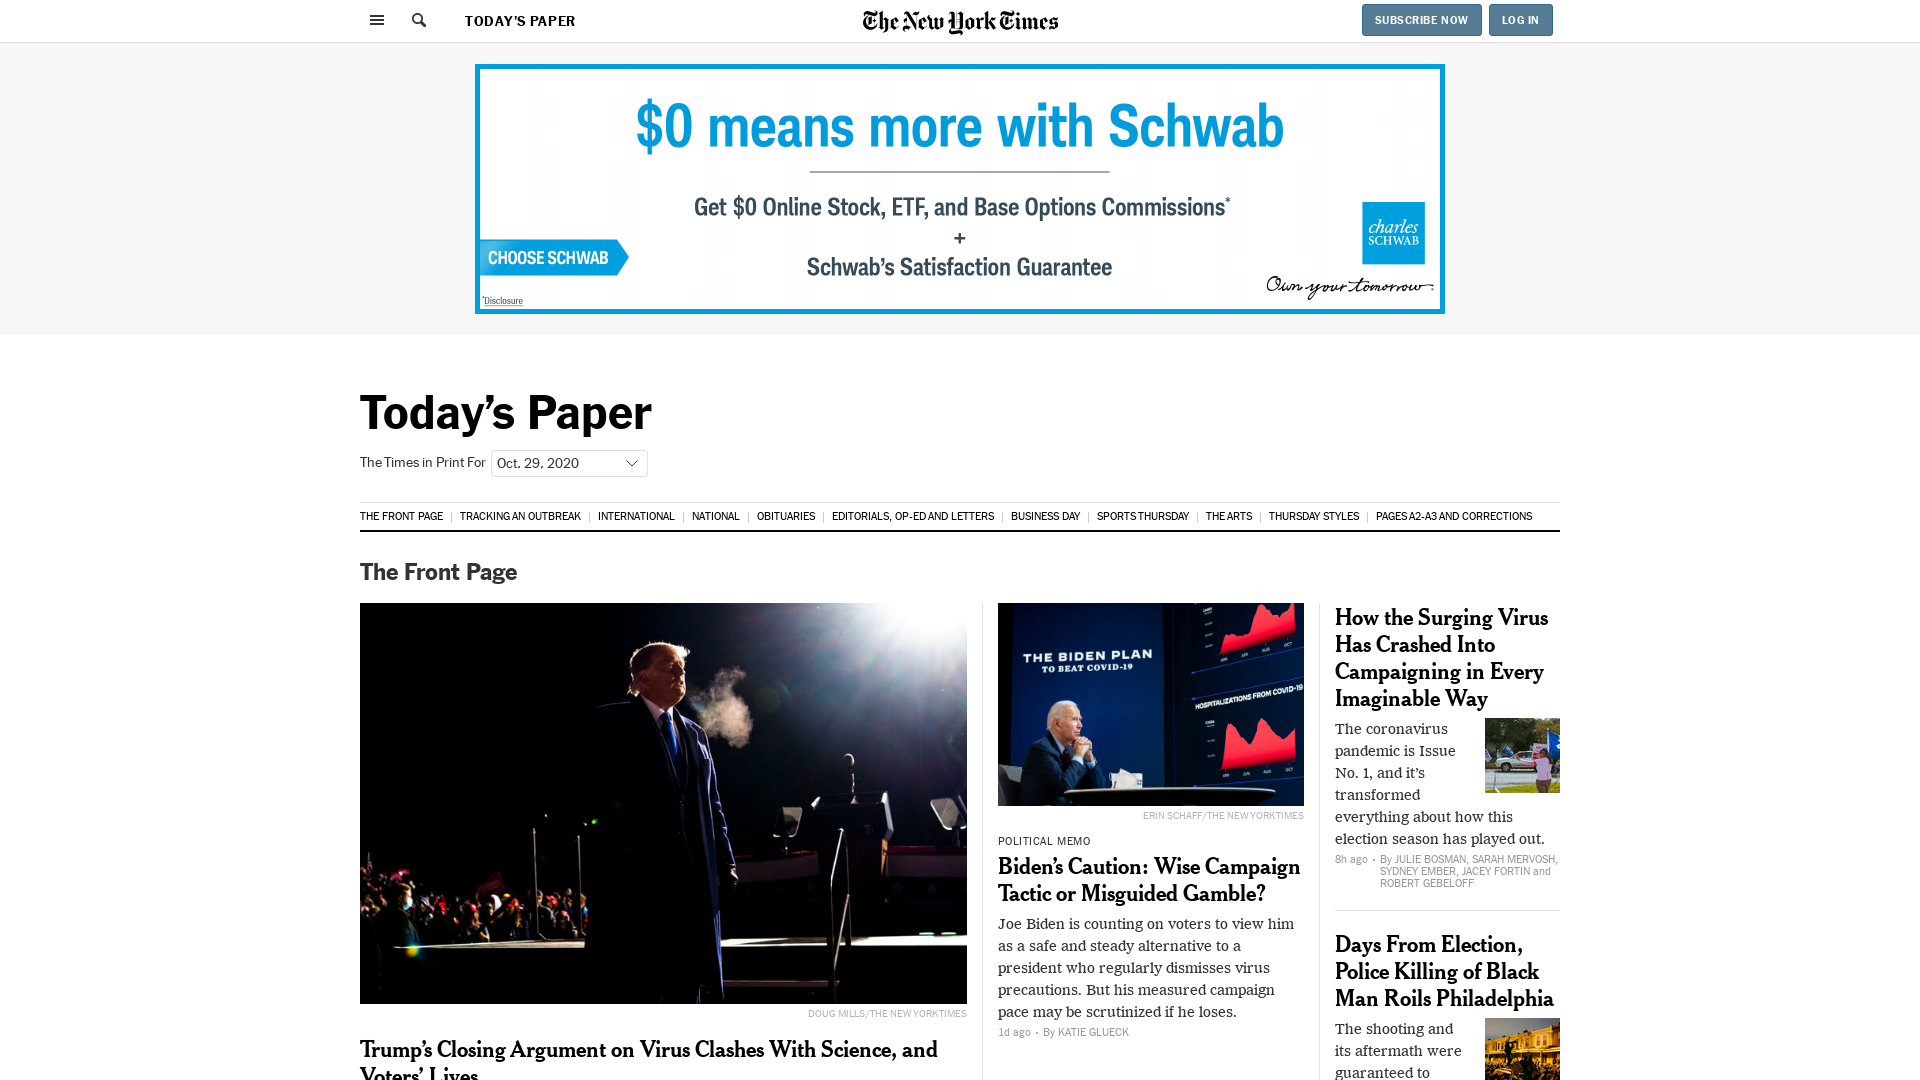 TODAY'S PAPER
The New York Times
SUBSCRIBE NOW
LOG IN
$0 means more with Schwab
Get $0 Online Stock, ETF, and Base Options Commissions*
+
Schwab's Satisfaction Guarantee
CHOOSE SCHWAB
*Disclosure
charles
SCHWAB
Own your tomorrow
Today's Paper
The Times in Print For
Oct. 29, 2020
THE FRONT PAGE
TRACKING AN OUTBREAK
INTERNATIONAL
NATIONAL
OBITUARIES
EDITORIALS, OP-ED AND LETTERS
BUSINESS DAY
SPORTS THURSDAY
THE ARTS
THURSDAY STYLES
PAGES A2-A3 AND CORRECTIONS
The Front Page
DOUG MILLS/THE NEW YORK TIMES
Trump's Closing Argument on Virus Clashes With Science, and
Voters' Lives
THE BIDEN PLAN
TO BEAT COVID-19
APR JUN AUG OCT
HOSPITALIZATIONS FROM COVID-19
APR JUN AUG OCT
ERIN SCHAFF/THE NEW YORK TIMES
POLITICAL MEMO
Biden's Caution: Wise Campaign
Tactic or Misguided Gamble?
Joe Biden is counting on voters to view him
as a safe and steady alternative to a
president who regularly dismisses virus
precautions. But his measured campaign
pace may be scrutinized if he loses.
1d ago • By KATIE GLUECK
How the Surging Virus
Has Crashed Into
Campaigning in Every
Imaginable Way
The coronavirus
pandemic is Issue
No. 1, and it's
transformed
everything about how this
election season has played out.
8h ago • By JULIE BOSMAN, SARAH MERVOSH,
SYDNEY EMBER, JACEY FORTIN and
ROBERT GEBELOFF
Days From Election,
Police Killing of Black
Man Roils Philadelphia
The shooting and
its aftermath were
guaranteed to